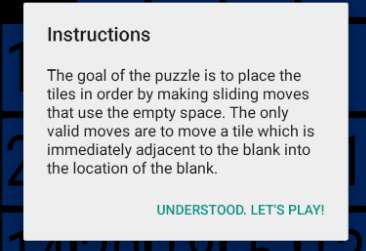 Instructions
The goal of the puzzle is to place the
tiles in order by making sliding moves
that use the empty space. The only
valid moves are to move a tile which is
immediately adjacent to the blank into
the location of the blank.
UNDERSTOOD. LET'S PLAY!